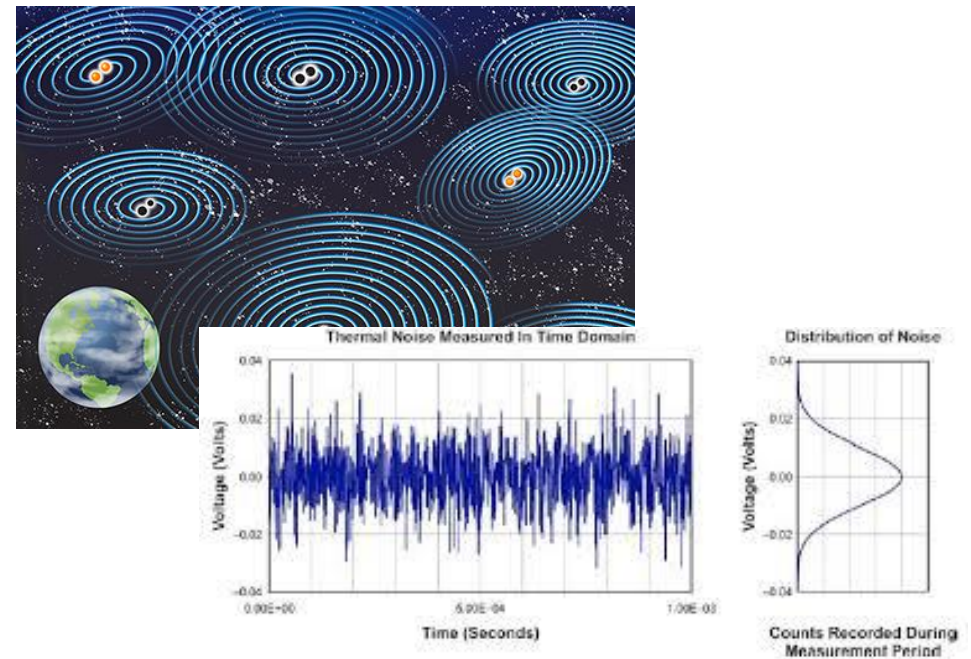 Thermal Noise Measured In Time Domain
0.04
0.02
0.00
-0.02
-0.04
Voltage (Volts)
0.00E+00 5.00E-04 1.00E-03
Time (Seconds)
Distribution of Noise
0.04
0.02
0.00
-0.02
-0.04
Voltage (Volts)
Counts Recorded During
Measurement Period